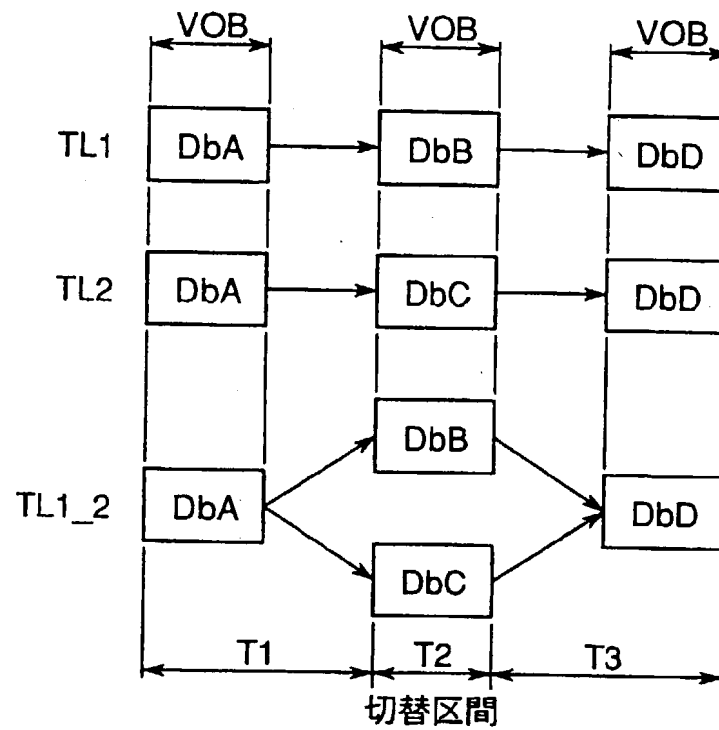 VOB VOB VOB
TL1 DbA DbB DbD
TL2 DbA DbC DbD
DbB
TL1_2 DbA DbD
DbC
T1 T2 T3
切替区間